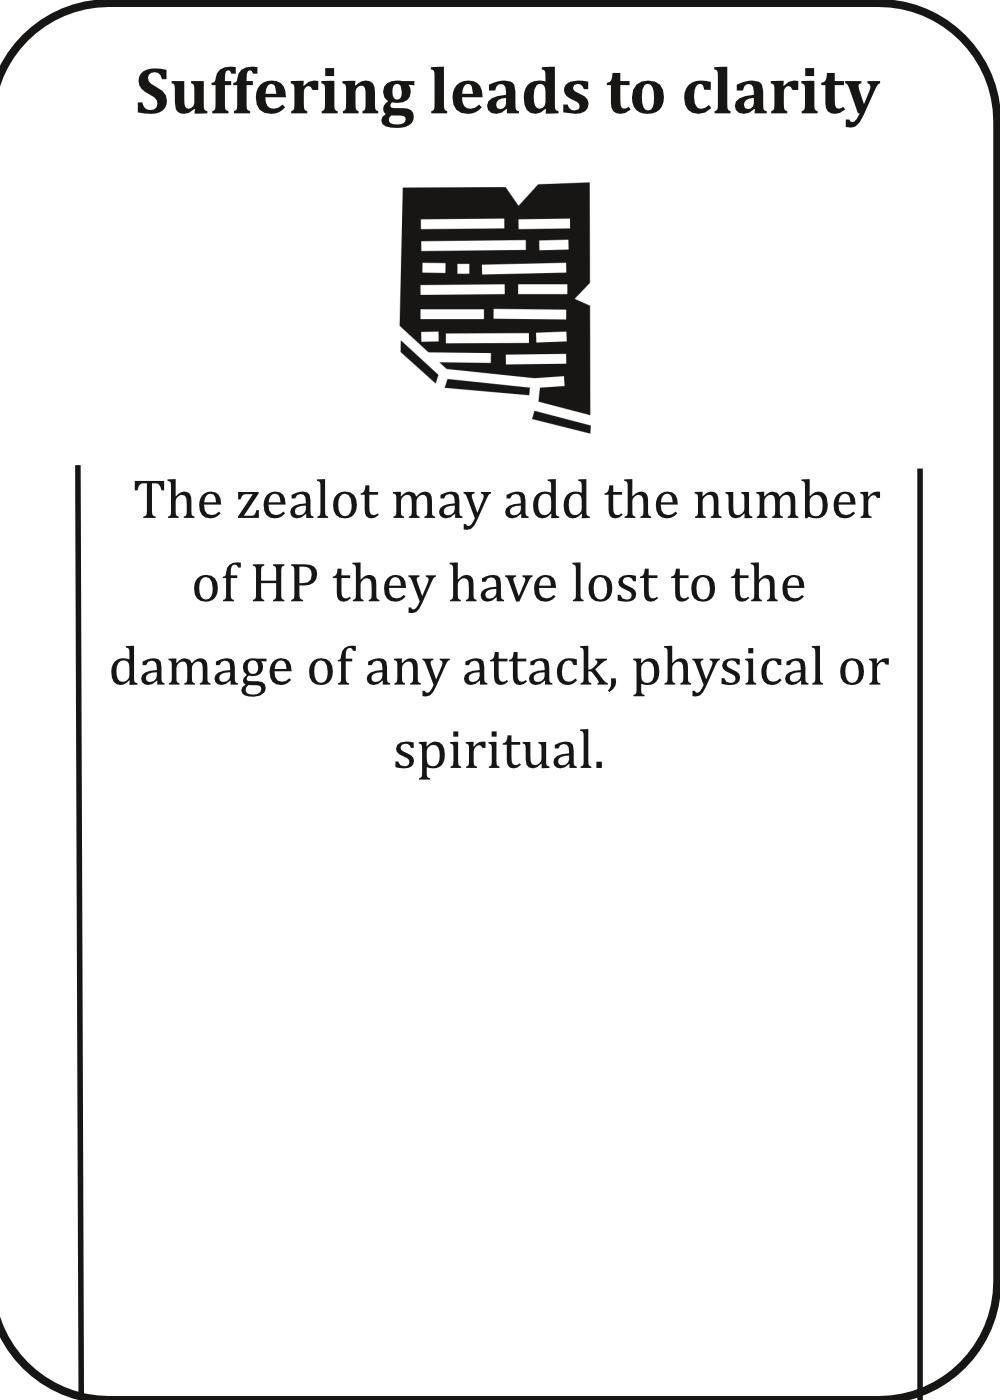 Suffering leads to clarity
The zealot may add the number
of HP they have lost to the
damage of any attack, physical or
spiritual.